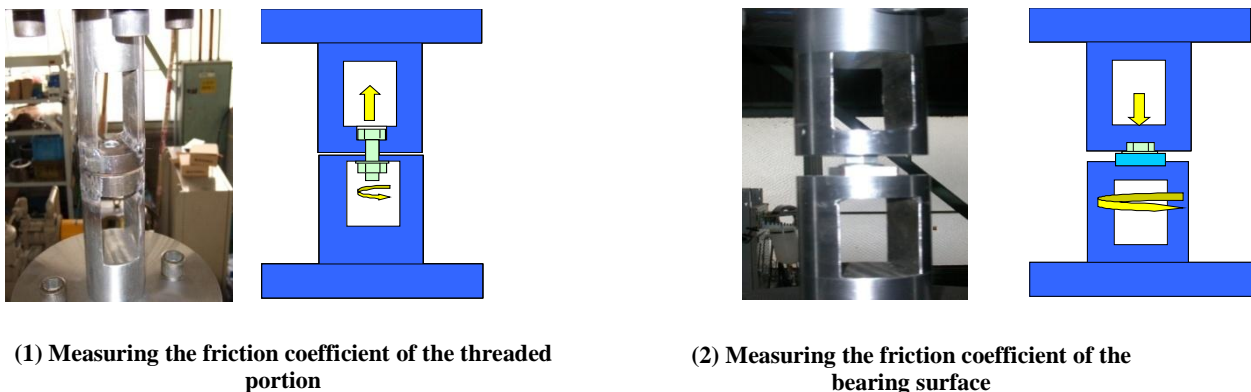 (1) Measuring the friction coefficient of the threaded
portion
(2) Measuring the friction coefficient of the
bearing surface